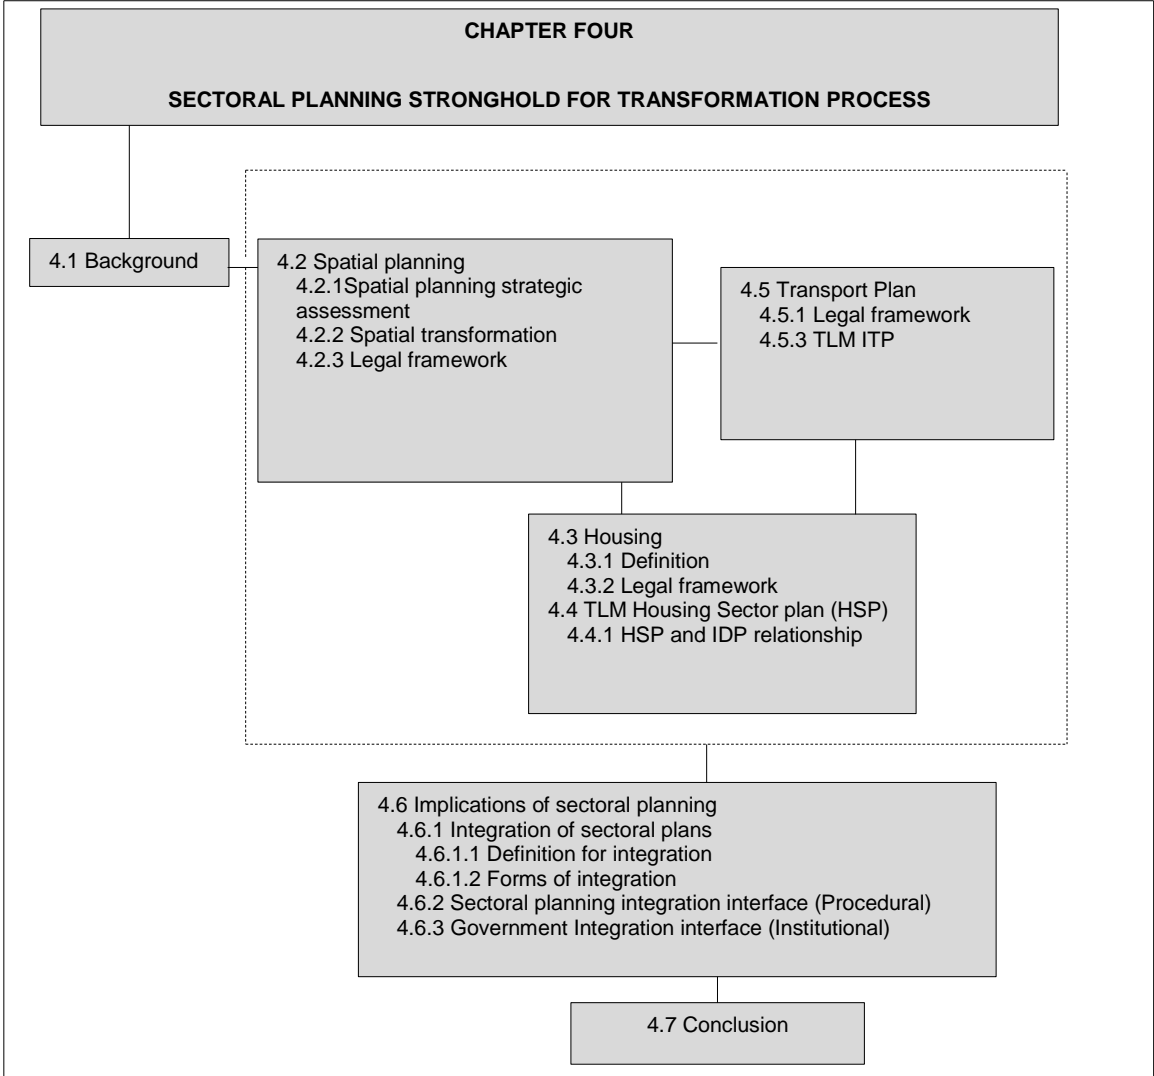 CHAPTER FOUR
SECTORAL PLANNING STRONGHOLD FOR TRANSFORMATION PROCESS
4.1 Background
4.2 Spatial planning
4.2.1Spatial planning strategic
assessment
4.2.2 Spatial transformation
4.2.3 Legal framework
4.5 Transport Plan
4.5.1 Legal framework
4.5.3 TLM ITP
4.3 Housing
4.3.1 Definition
4.3.2 Legal framework
4.4 TLM Housing Sector plan (HSP)
4.4.1 HSP and IDP relationship
4.6 Implications of sectoral planning
4.6.1 Integration of sectoral plans
4.6.1.1 Definition for integration
4.6.1.2 Forms of integration
4.6.2 Sectoral planning integration interface (Procedural)
4.6.3 Government Integration interface (Institutional)
4.7 Conclusion